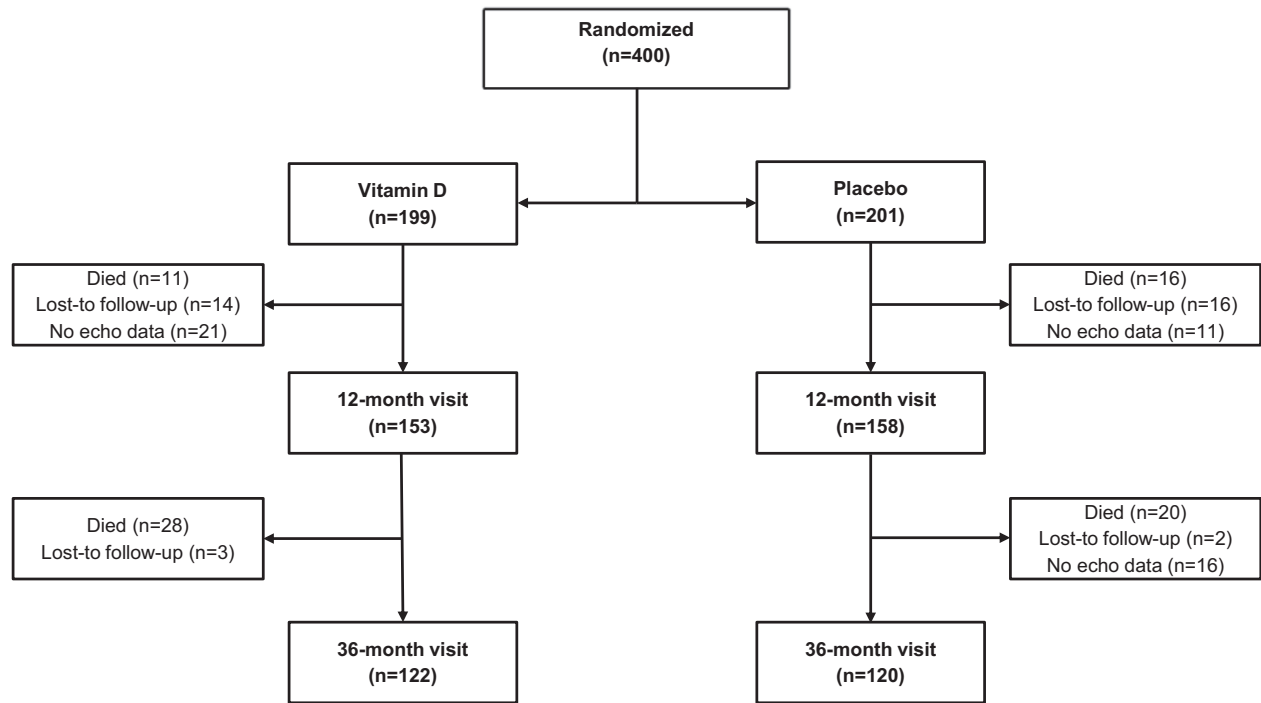 Randomized
(n=400)
Vitamin D
(n=199)
Placebo
(n=201)
Died (n=11)
Lost-to follow-up (n=14)
No echo data (n=21)
Died (n=16)
Lost-to follow-up (n=16)
No echo data (n=11)
12-month visit
(n=153)
12-month visit
(n=158)
Died (n=28)
Lost-to follow-up (n=3)
Died (n=20)
Lost-to follow-up (n=2)
No echo data (n=16)
36-month visit
(n=122)
36-month visit
(n=120)